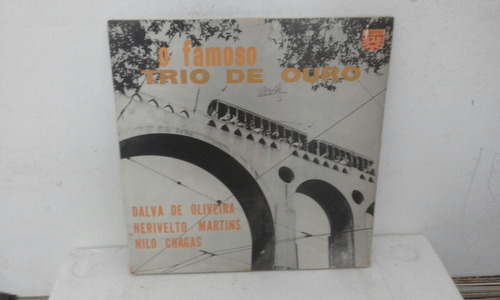 o famoso
TRIO DE OURO
DALVA DE OLIVEIRA
HERIVELTO MARTINS
NILO CHAGAS